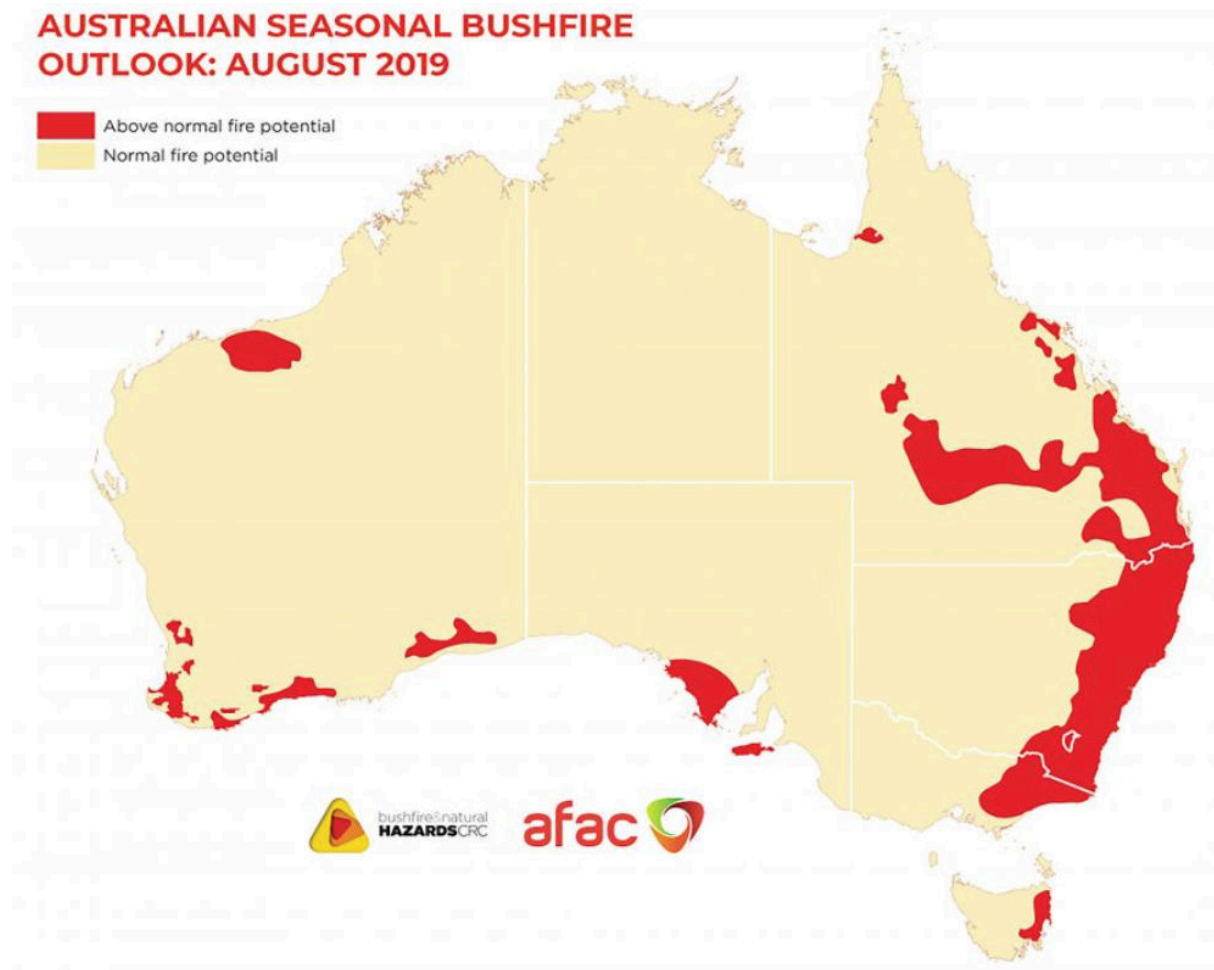 AUSTRALIAN SEASONAL BUSHFIRE
OUTLOOK: AUGUST 2019
Above normal fire potential
Normal fire potential
bushfire&natural
HAZARDSCRC
afac